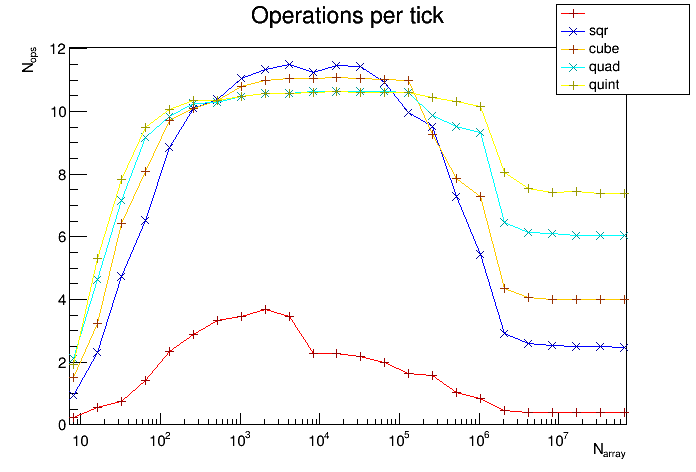 Operations per tick
sqr
cube
quad
quint
N_ops
12
10
8
6
4
2
0
10 10² 10³ 10⁴ 10⁵ 10⁶ 10⁷
N_array